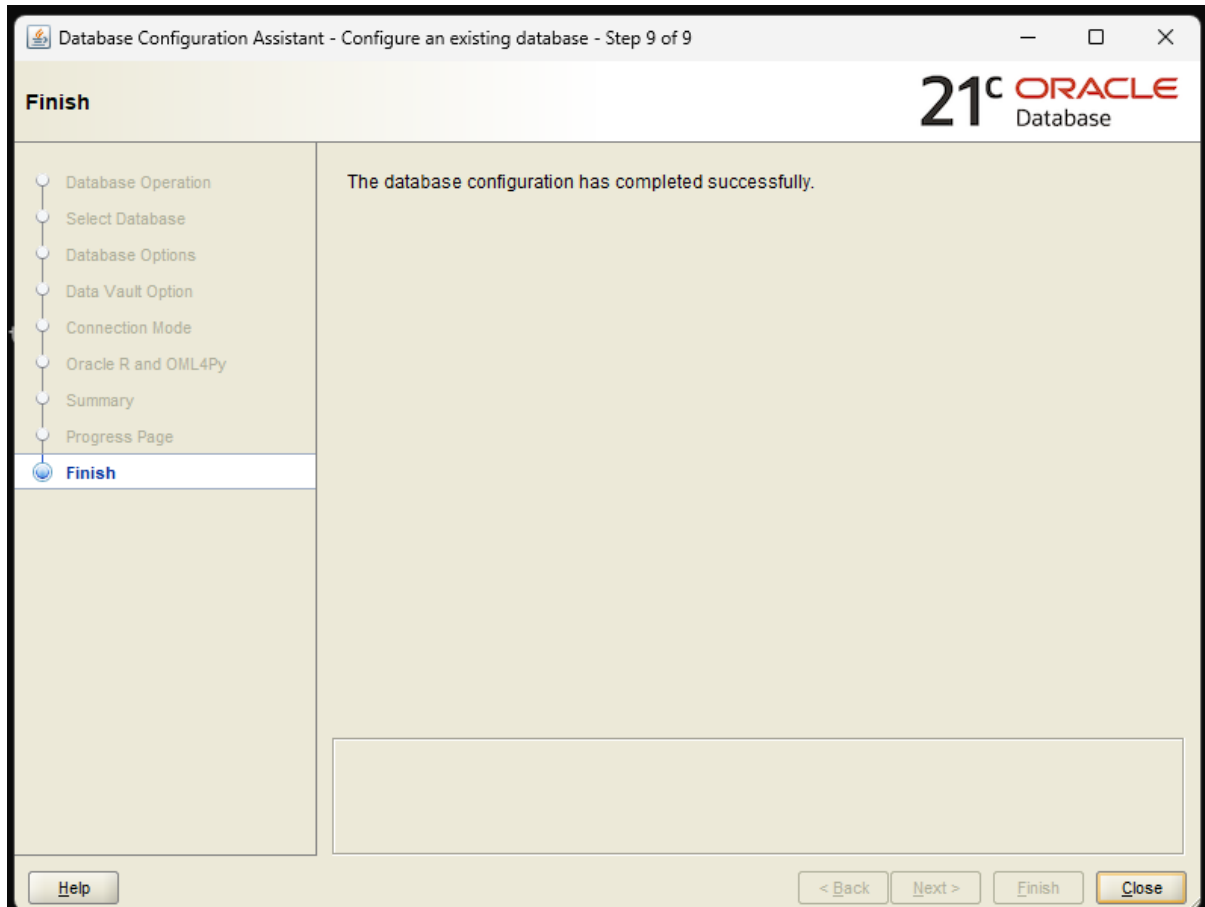 Database Configuration Assistant - Configure an existing database - Step 9 of 9
Finish
21c ORACLE
Database
Database Operation
The database configuration has completed successfully.
Select Database
Database Options
Data Vault Option
Connection Mode
Oracle R and OML4Py
Summary
Progress Page
Finish
Help
< Back
Next >
Finish
Close